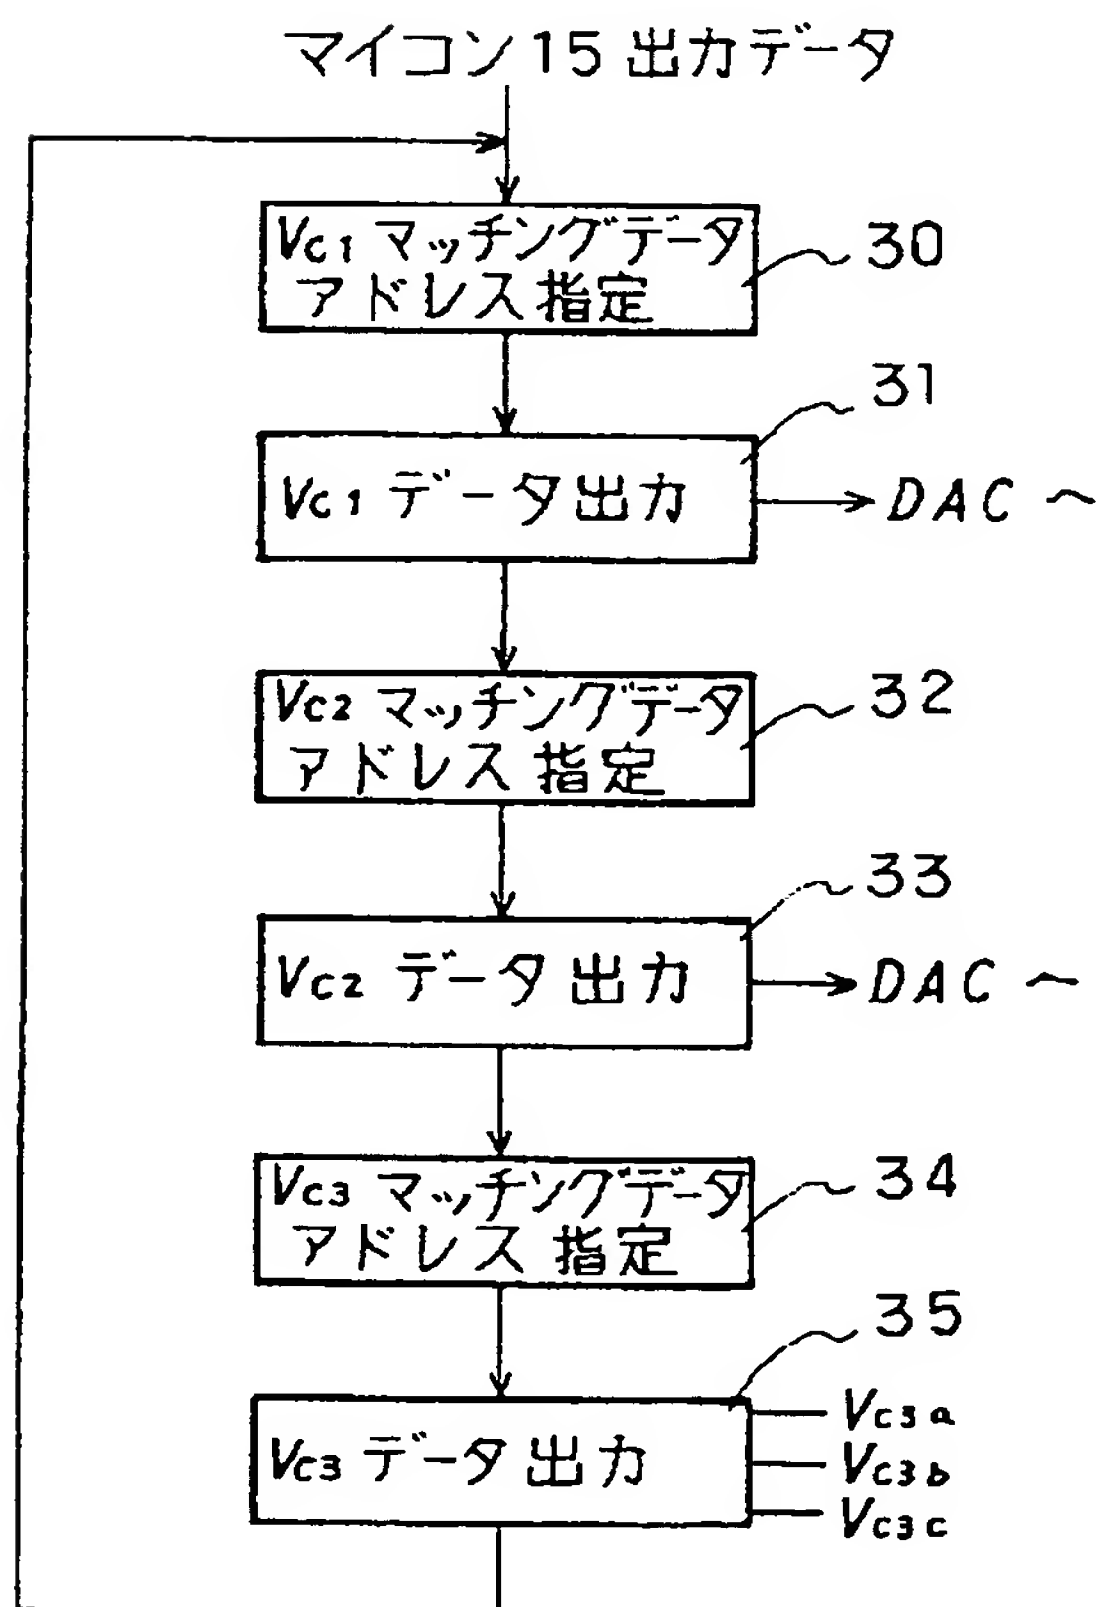 マイコン15出力データ
VC1 マッチングデータ
アドレス指定
30
31
VC1 データ出力
DAC へ
VC2 マッチングデータ
アドレス指定
32
33
VC2 データ出力
DAC へ
VC3 マッチングデータ
アドレス指定
34
35
VC3 データ出力
VC3a
VC3b
VC3c